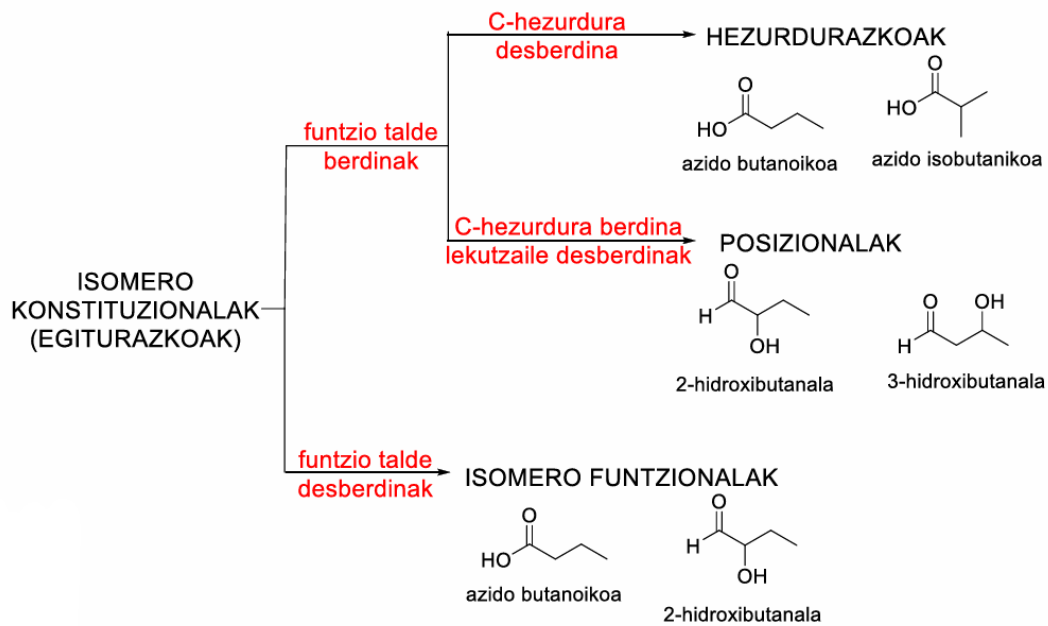 C-hezurdura
desberdina
HEZURDURAZKOAK
O
HO
azido butanoikoa
O
HO
azido isobutanikoa
funtzio talde
berdinak
C-hezurdura berdina
lekutzaile desberdinak
POSIZIONALAK
O
H
OH
2-hidroxibutanala
O
OH
H
3-hidroxibutanala
ISOMERO
KONSTITUZIONALAK
(EGITURAZKOAK)
funtzio talde
desberdinak
ISOMERO FUNTZIONALAK
O
HO
azido butanoikoa
O
H
OH
2-hidroxibutanala